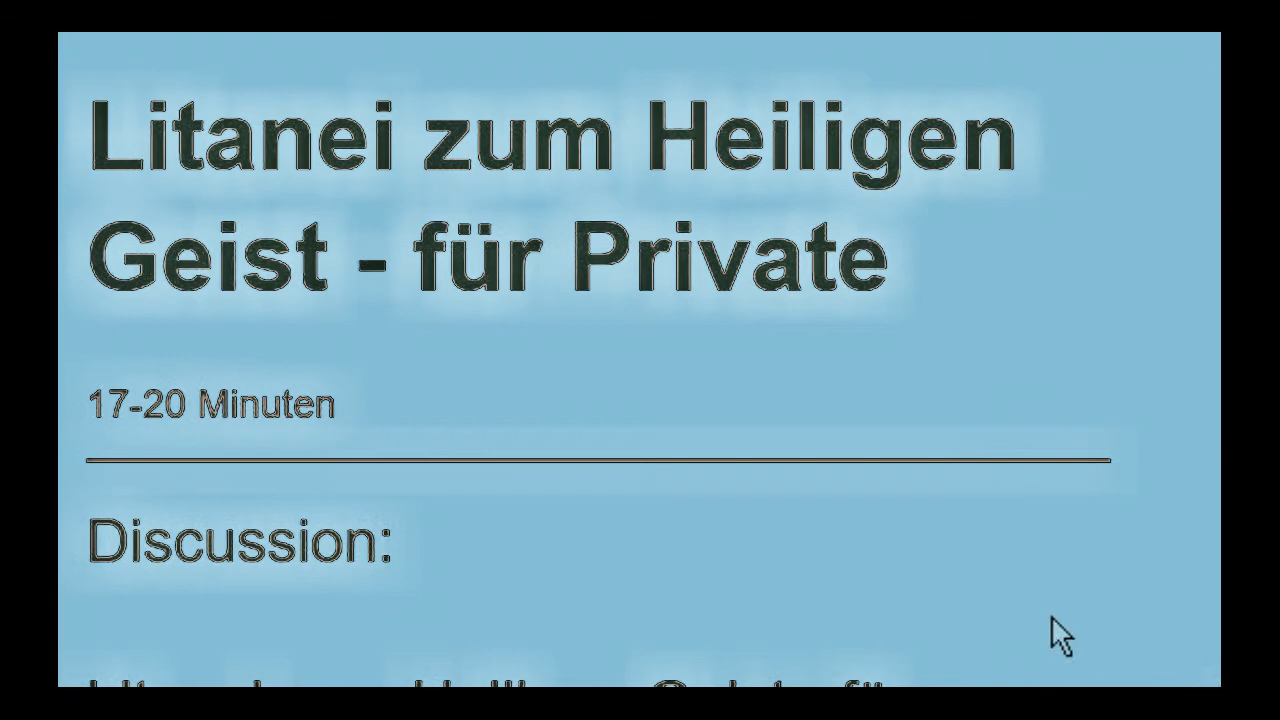 Litanei zum Heiligen
Geist - für Private
17-20 Minuten
Discussion: